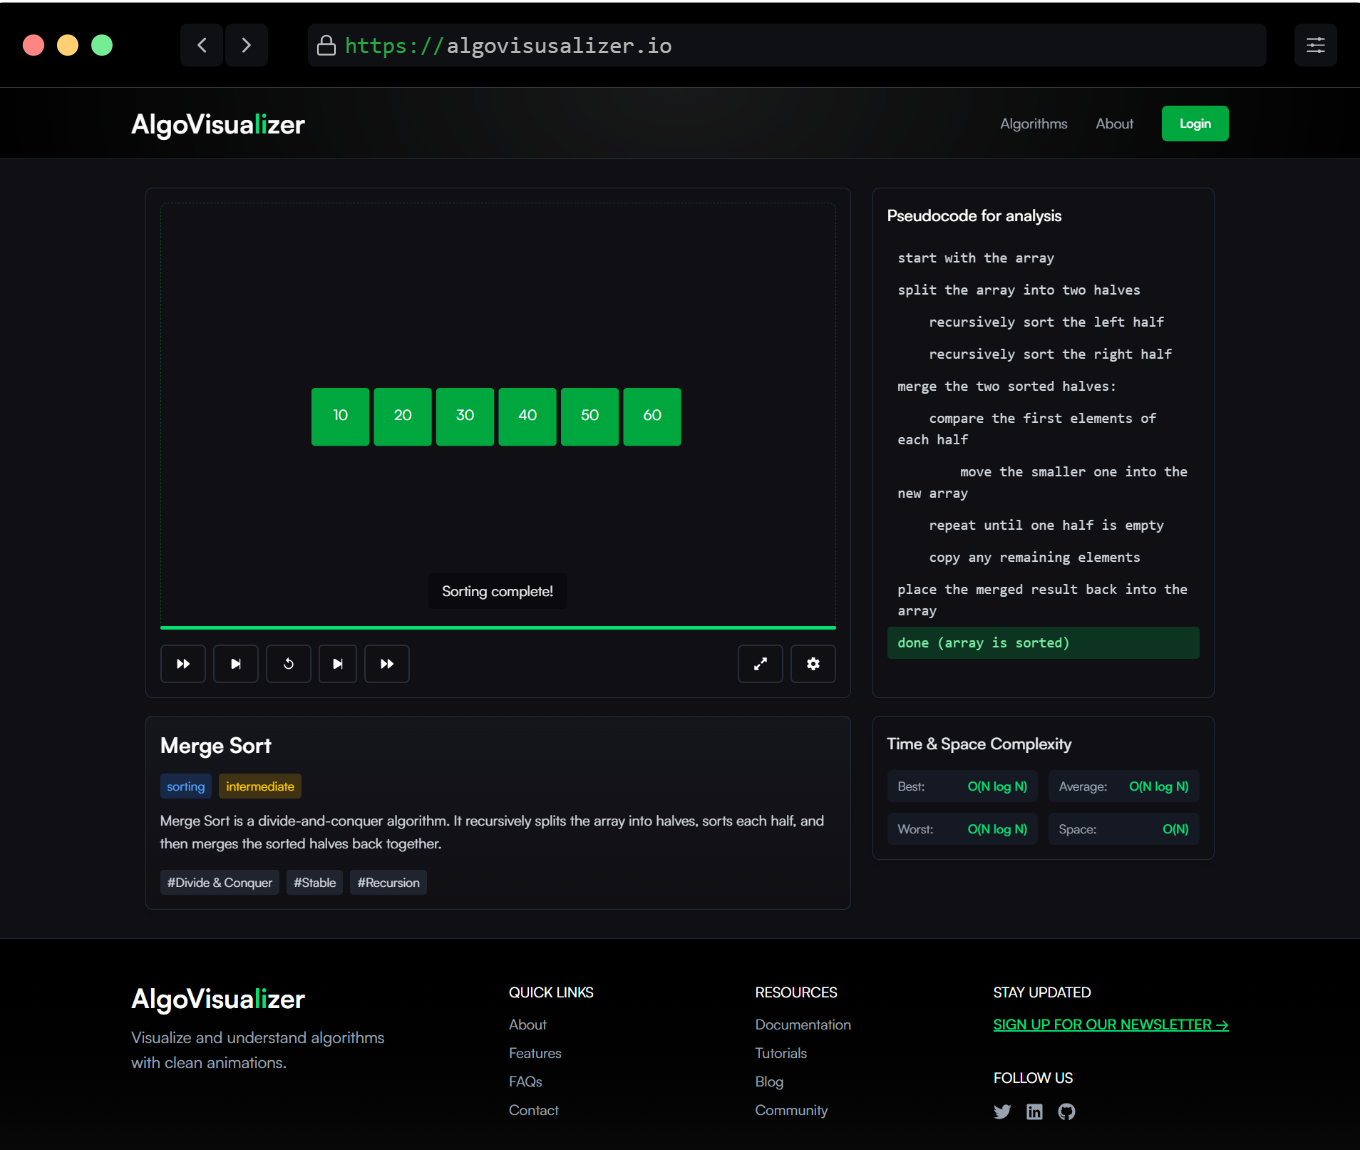 https://algovisusalizer.io
AlgoVisualizer
Algorithms
About
Login
10
20
30
40
50
60
Sorting complete!
Pseudocode for analysis
start with the array
split the array into two halves
recursively sort the left half
recursively sort the right half
merge the two sorted halves:
compare the first elements of
each half
move the smaller one into the
new array
repeat until one half is empty
copy any remaining elements
place the merged result back into the
array
done (array is sorted)
Merge Sort
sorting
intermediate
Merge Sort is a divide-and-conquer algorithm. It recursively splits the array into halves, sorts each half, and
then merges the sorted halves back together.
#Divide & Conquer
#Stable
#Recursion
Time & Space Complexity
Best: O(N log N)
Average: O(N log N)
Worst: O(N log N)
Space: O(N)
AlgoVisualizer
Visualize and understand algorithms
with clean animations.
QUICK LINKS
About
Features
FAQs
Contact
RESOURCES
Documentation
Tutorials
Blog
Community
STAY UPDATED
SIGN UP FOR OUR NEWSLETTER →
FOLLOW US